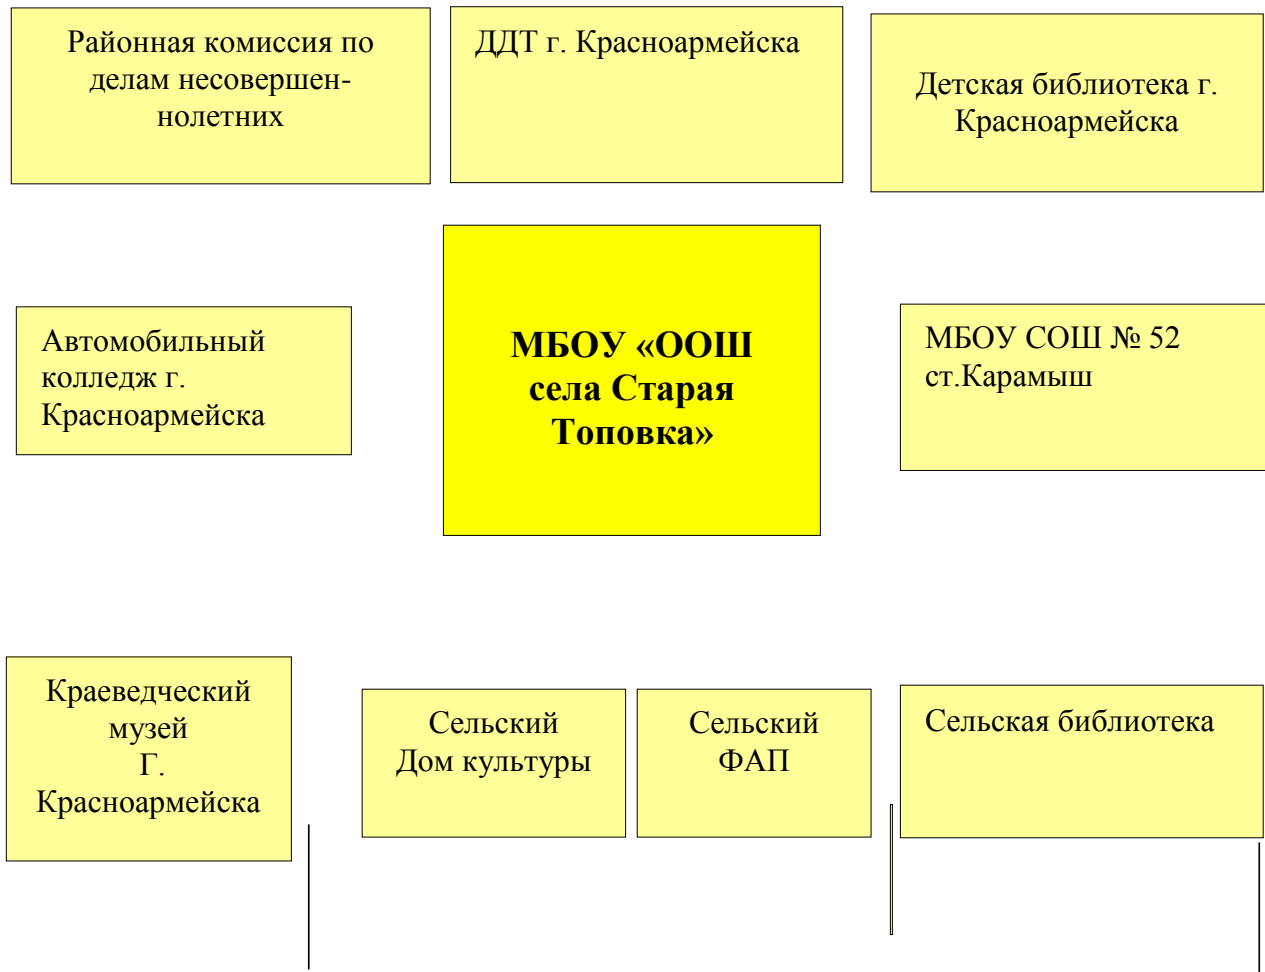 Районная комиссия по
делам несовершен-
нолетних
ДДТ г. Красноармейска
Детская библиотека г.
Красноармейска
Автомобильный
колледж г.
Красноармейска
МБОУ «ООШ
села Старая
Топовка»
МБОУ СОШ № 52
ст.Карамыш
Краеведческий
музей
Г.
Красноармейска
Сельский
Дом культуры
Сельский
ФАП
Сельская библиотека